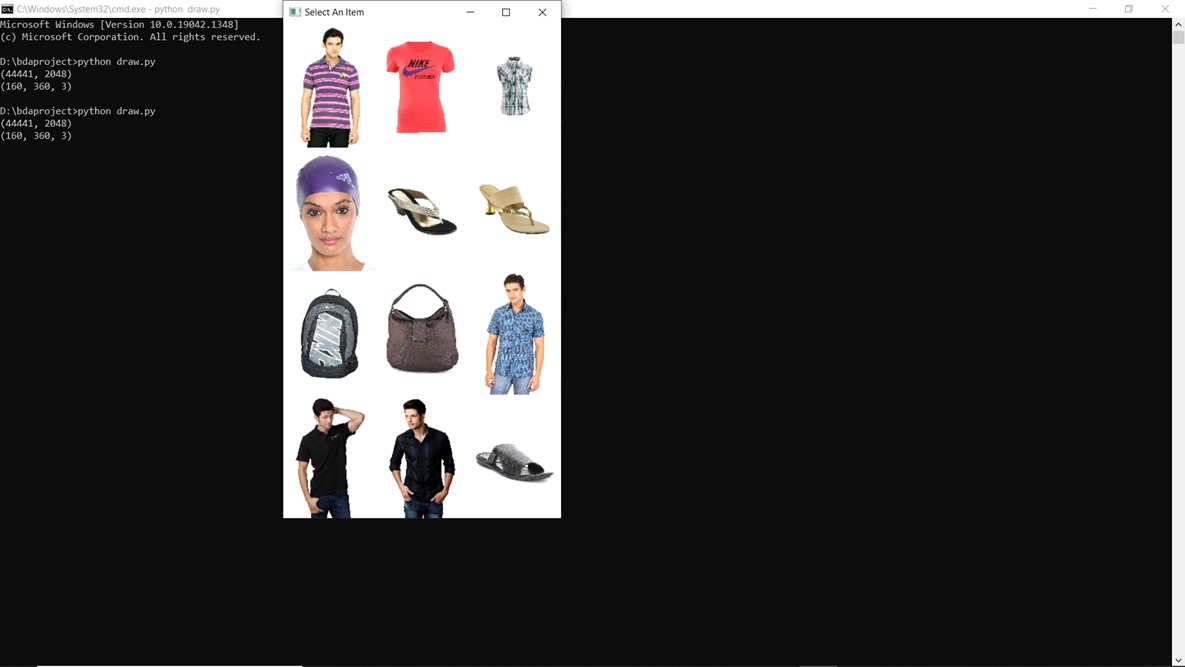 C:\Windows\System32\cmd.exe - python  draw.py
Microsoft Windows [Version 10.0.19042.1348]
(c) Microsoft Corporation. All rights reserved.
D:\bdaproject>python draw.py
(44441, 2048)
(160, 360, 3)
D:\bdaproject>python draw.py
(44441, 2048)
(160, 360, 3)
Select An Item
NIKE
NIKE